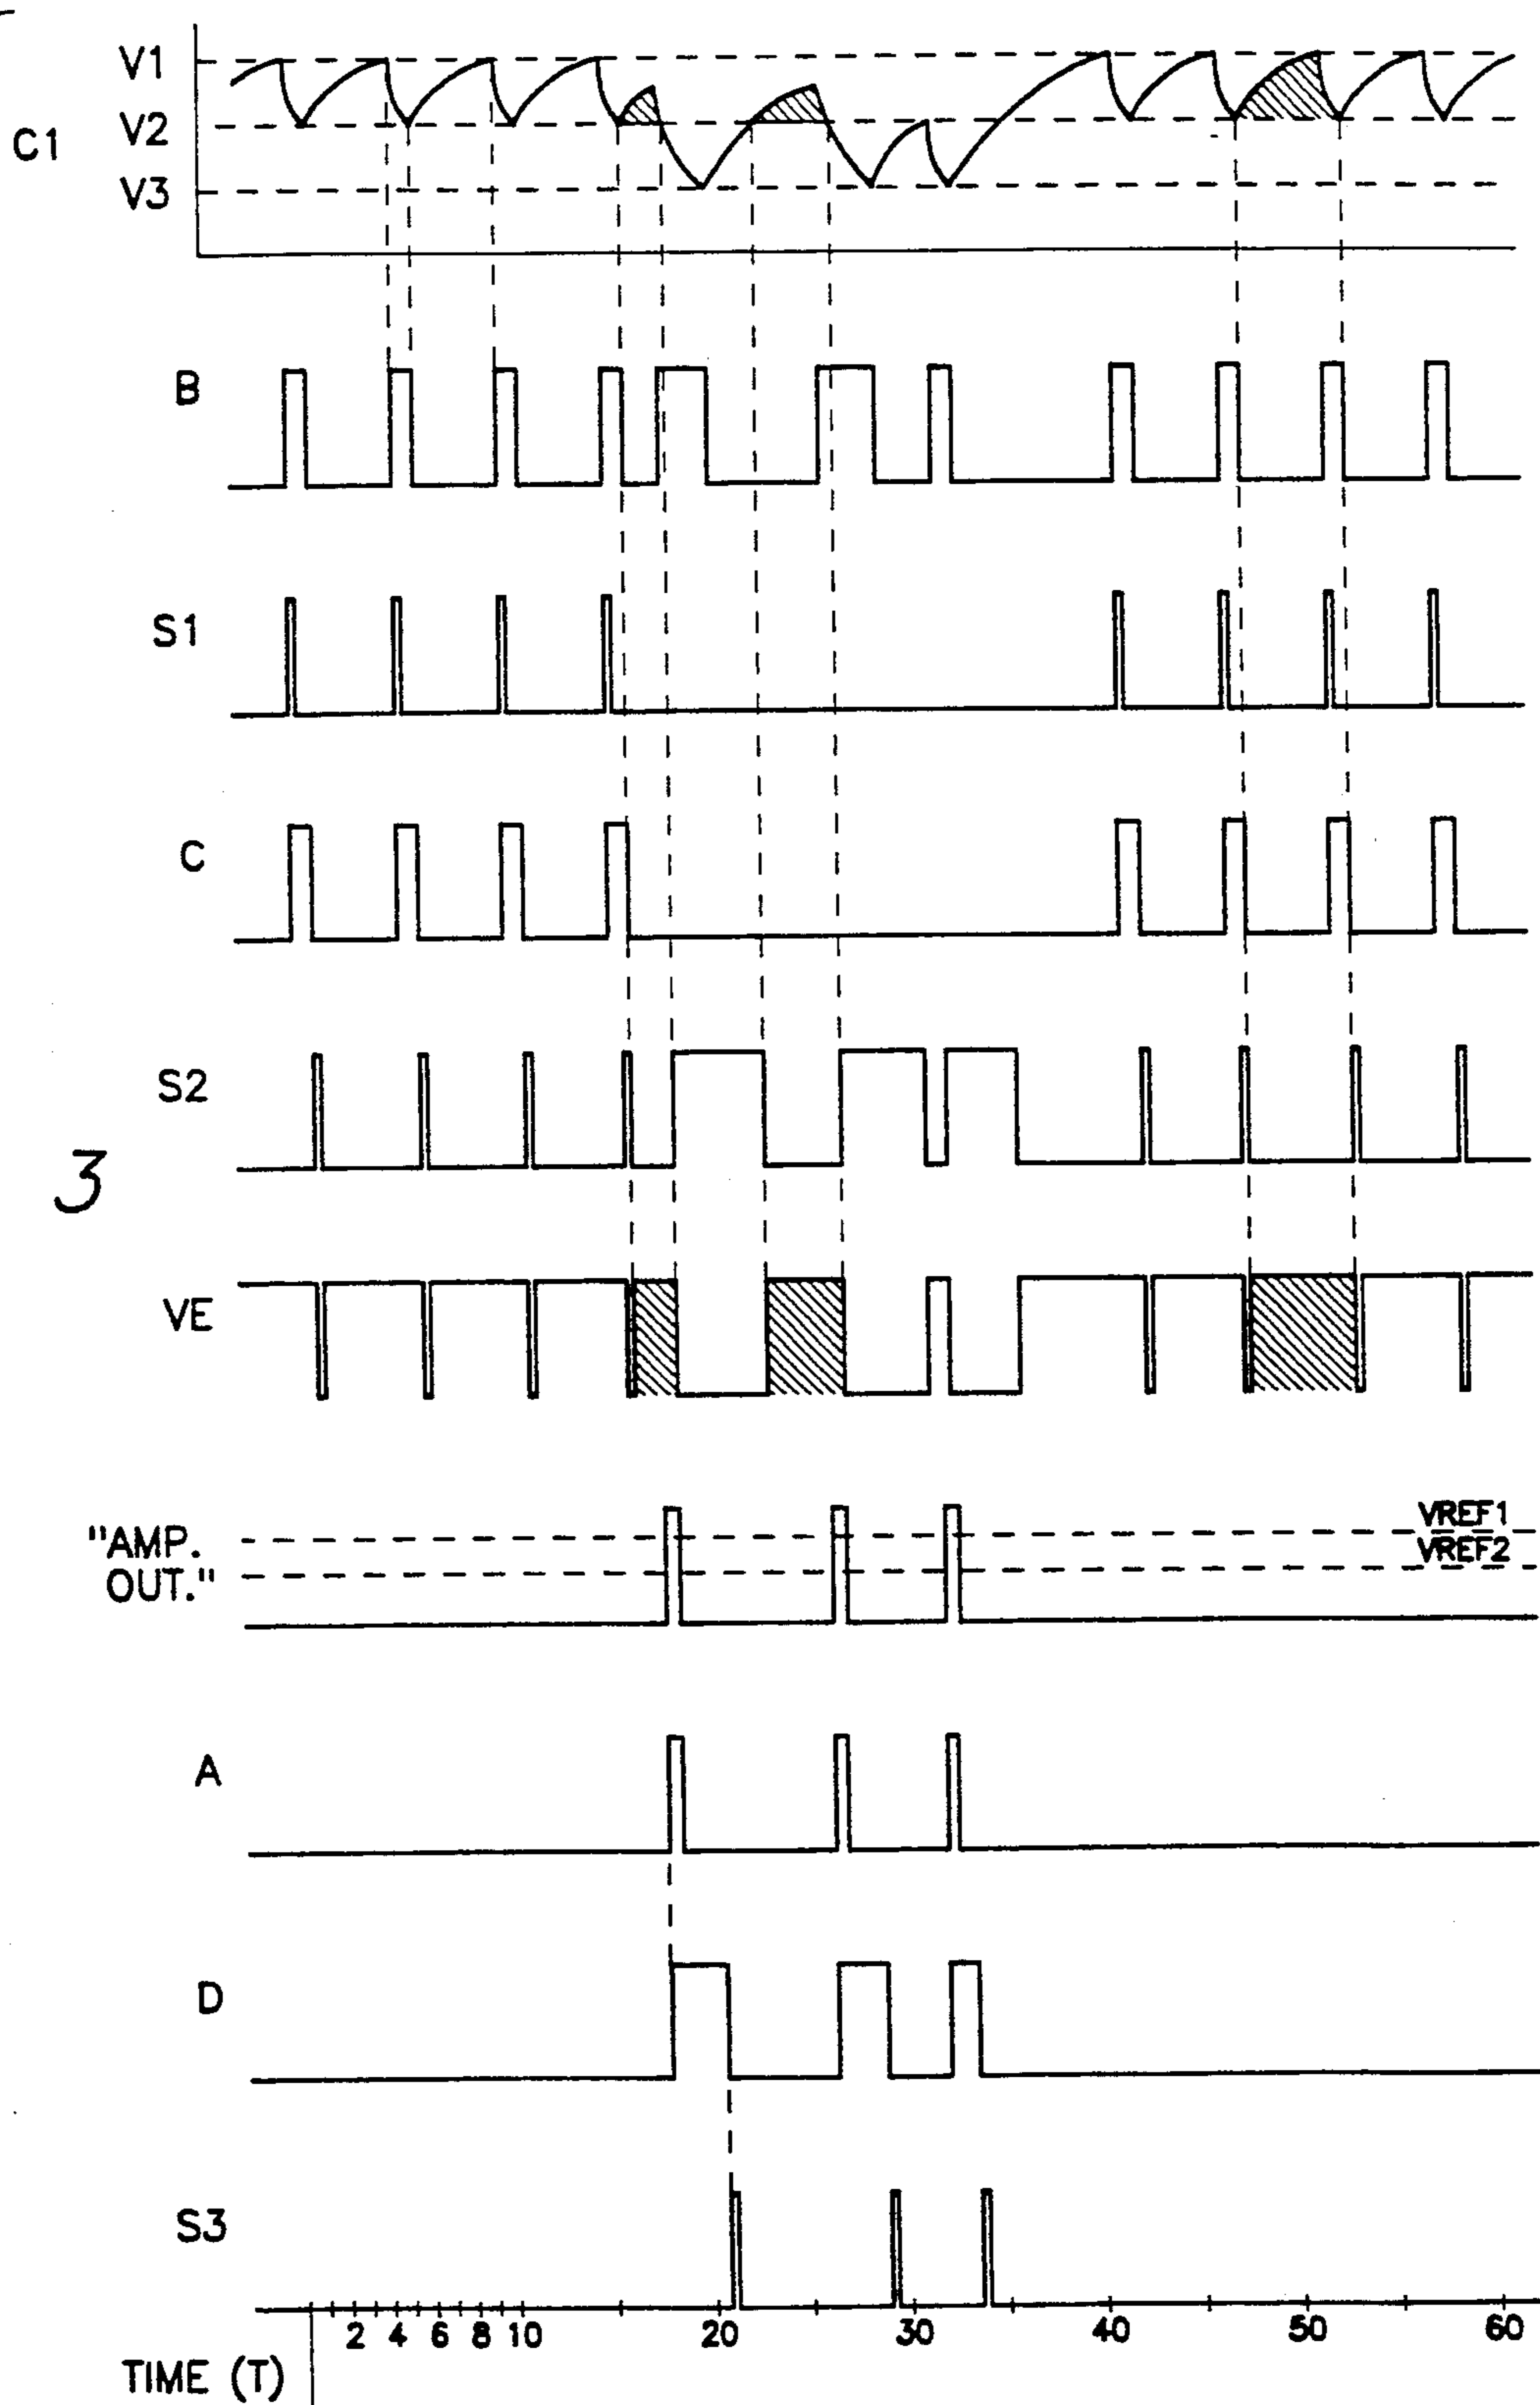 V1
C1
V2
V3
B
S1
C
S2
3
VE
"AMP.
OUT."
VREF1
VREF2
A
D
S3
2 4 6 8 10 20 30 40 50 60
TIME (T)